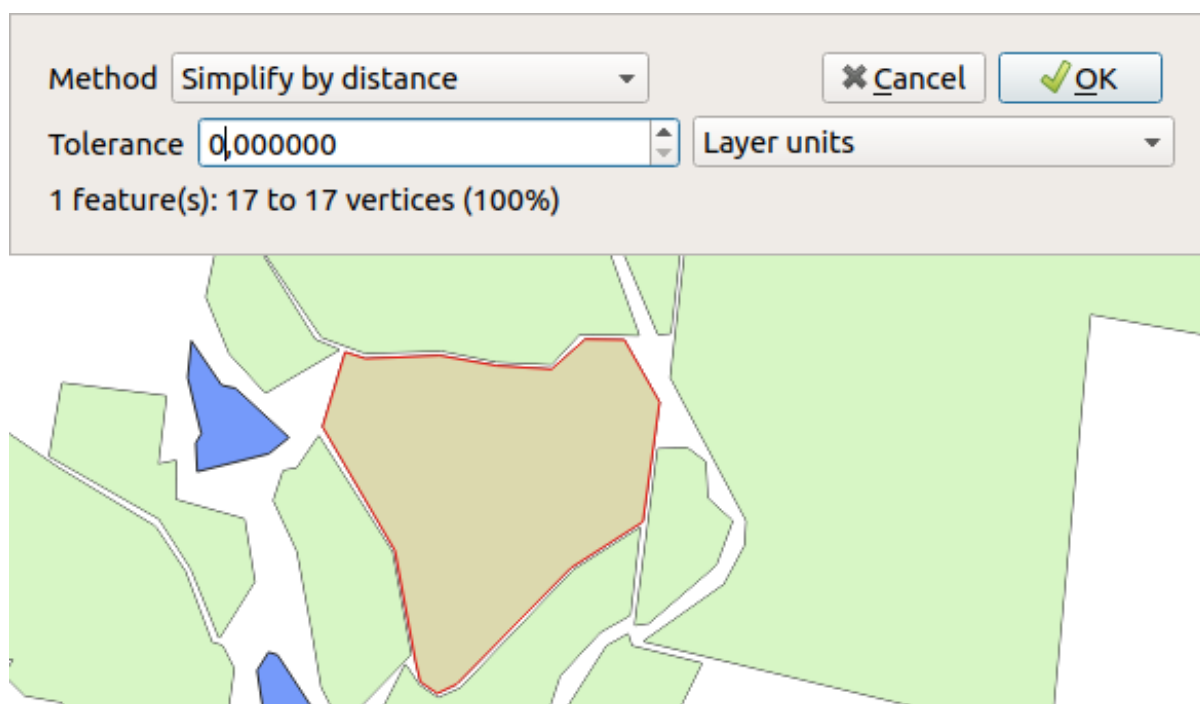 Method Simplify by distance Cancel OK
Tolerance 0,000000 Layer units
1 feature(s): 17 to 17 vertices (100%)